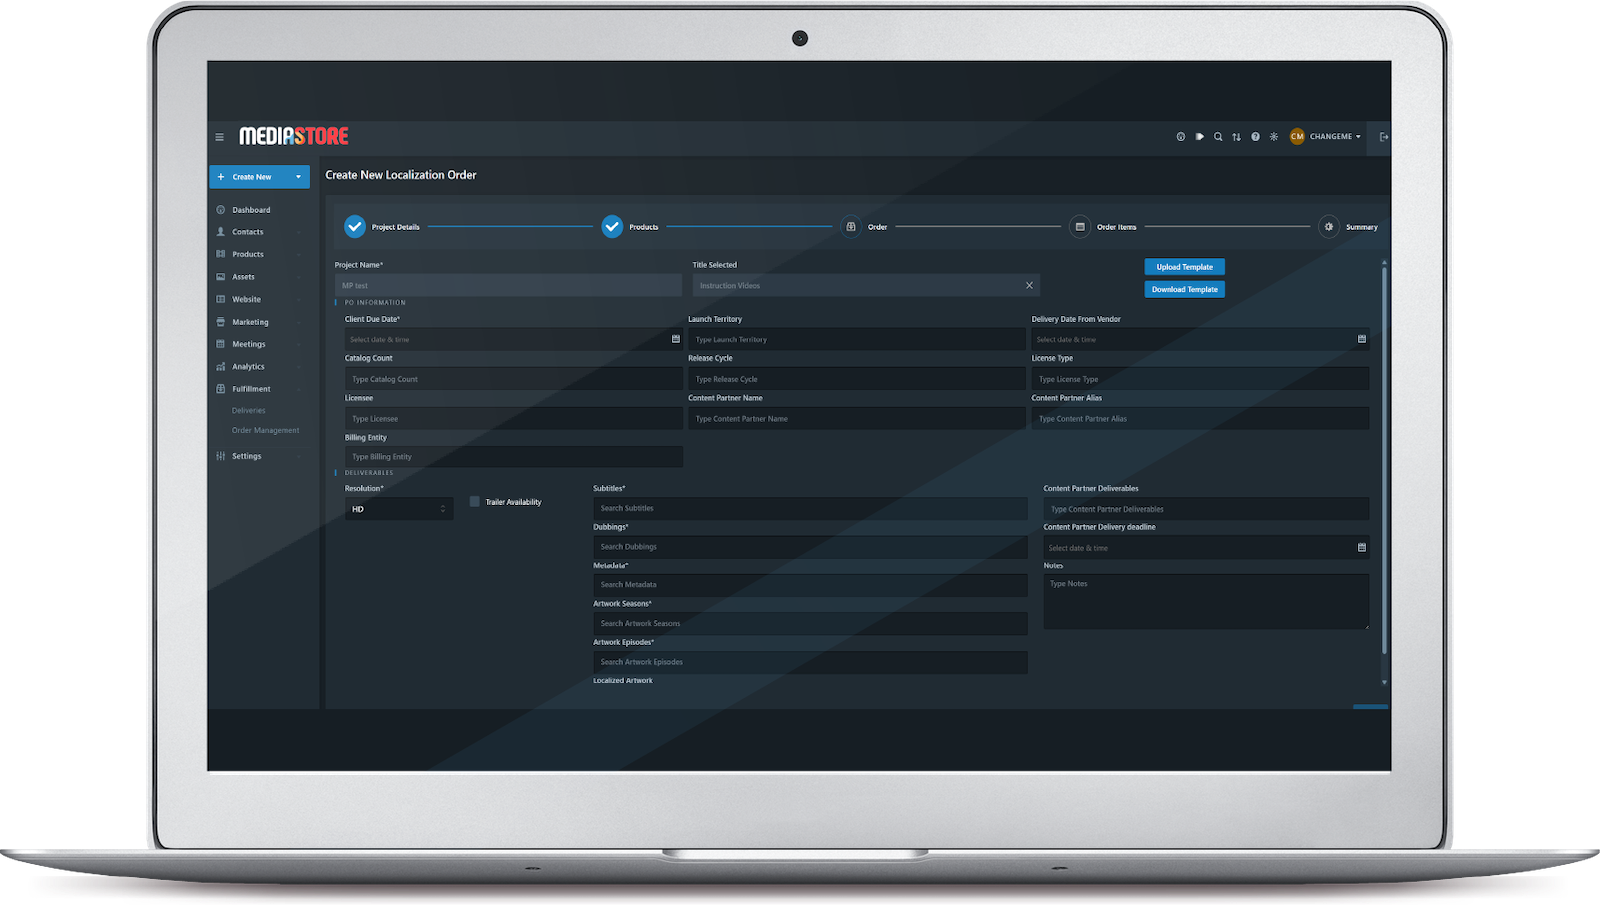 MEDIASTORE
CM CHANGEME
Create New
Create New Localization Order
Dashboard
Contacts
Products
Assets
Website
Marketing
Meetings
Analytics
Fulfillment
Deliveries
Order Management
Settings
Project Details
Products
Order
Order Items
Summary
Project Name*
Title Selected
MP test
Instruction Videos
Upload Template
Download Template
PO INFORMATION
Client Due Date*
Launch Territory
Delivery Date From Vendor
Select date & time
Type Launch Territory
Select date & time
Catalog Count
Release Cycle
License Type
Type Catalog Count
Type Release Cycle
Type License Type
Licensee
Content Partner Name
Content Partner Alias
Type Licensee
Type Content Partner Name
Type Content Partner Alias
Billing Entity
Type Billing Entity
DELIVERABLES
Resolution*
HD
Trailer Availability
Subtitles*
Search Subtitles
Dubbings*
Search Dubbings
Metadata*
Search Metadata
Artwork Seasons*
Search Artwork Seasons
Artwork Episodes*
Search Artwork Episodes
Localized Artwork
Content Partner Deliverables
Type Content Partner Deliverables
Content Partner Delivery deadline
Select date & time
Notes
Type Notes